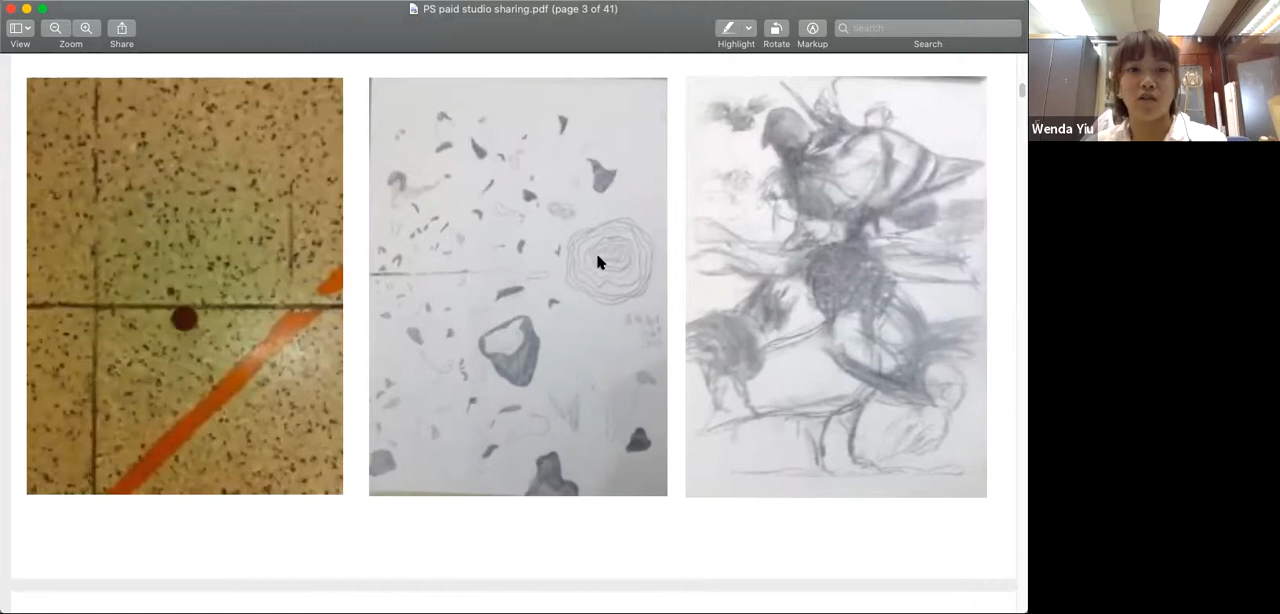 PS paid studio sharing.pdf (page 3 of 41)
View
Zoom
Share
Highlight
Rotate
Markup
Search
Search
Wenda Yiu